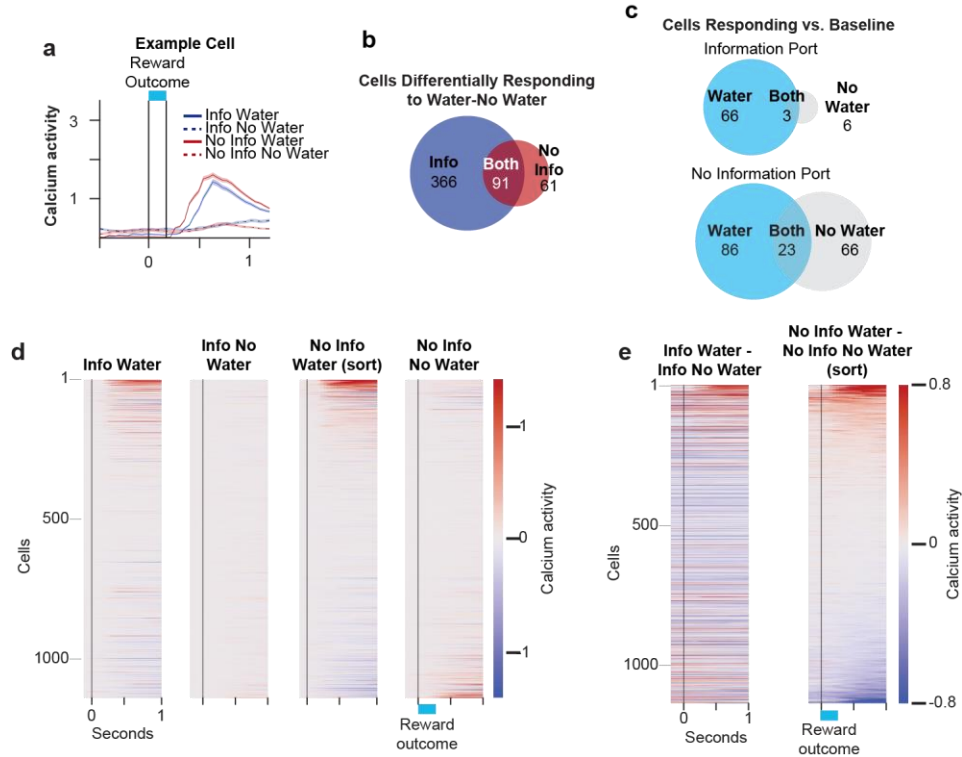 a
Example Cell
Reward
Outcome
Info Water
Info No Water
No Info Water
No Info No Water
Calcium activity
3
1
0
1
b
Cells Differentially Responding
to Water-No Water
Info
366
Both
91
No
Info
61
c
Cells Responding vs. Baseline
Information Port
Water
66
Both
3
No
Water
6
No Information Port
Water
86
Both
23
No Water
66
d
Info Water
Info No
Water
No Info
Water (sort)
No Info
No Water
1
500
1000
Cells
0
1
Seconds
Reward
outcome
1
0
1
Calcium activity
e
Info Water -
Info No Water
No Info Water -
No Info No Water
(sort)
1
500
1000
Cells
0
1
Seconds
Reward
outcome
0.8
0
-0.8
Calcium activity